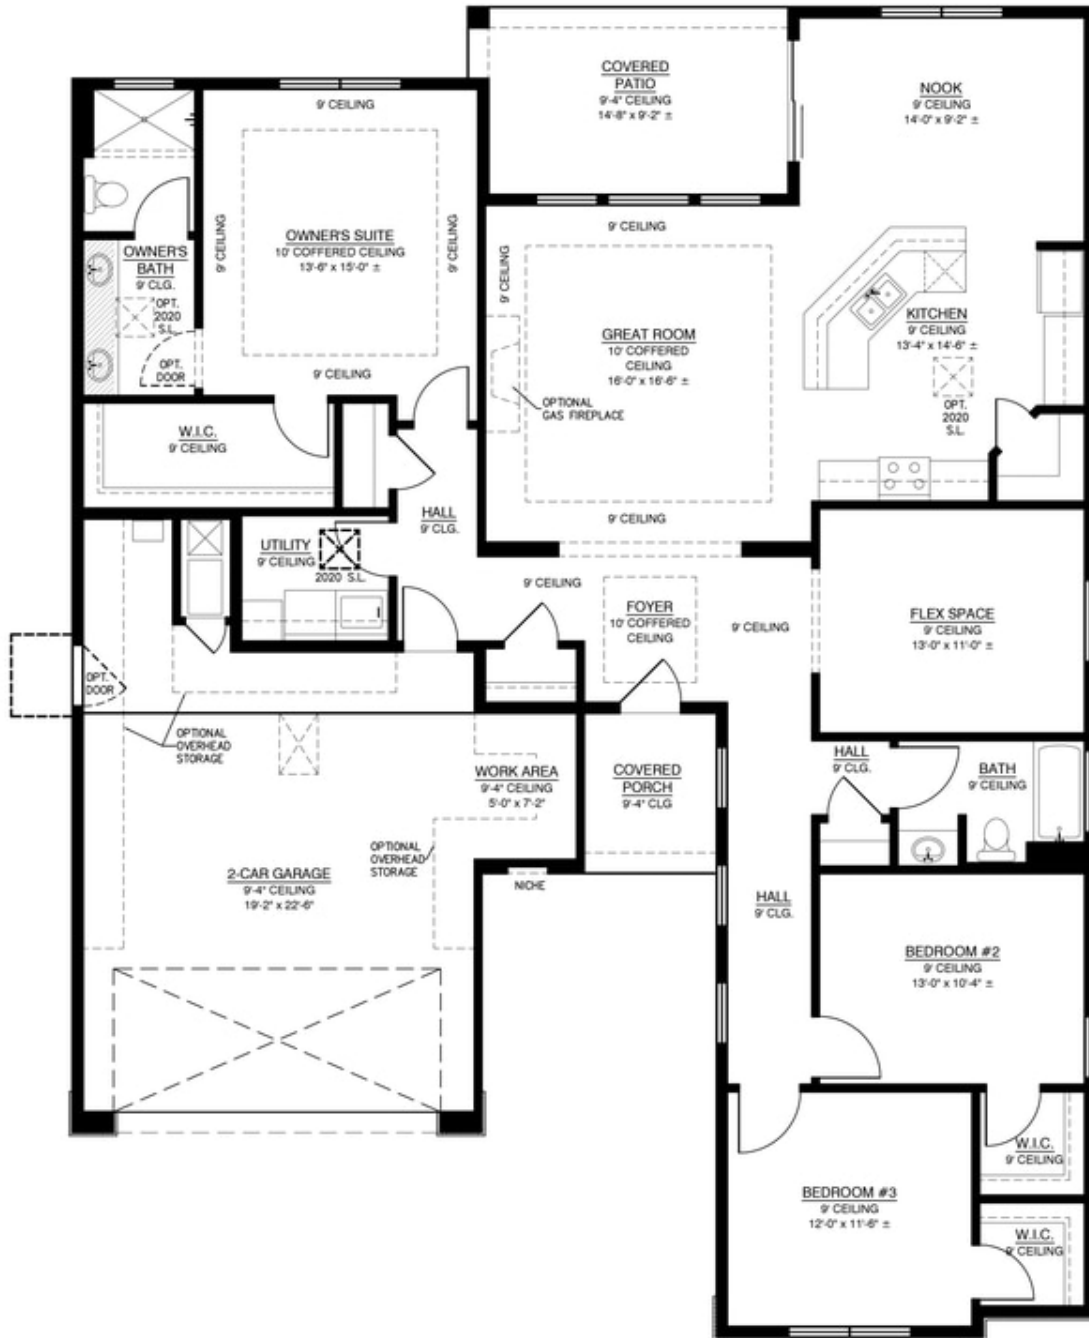 COVERED
PATIO
9'-4" CEILING
14'-8" x 9'-2" ±
NOOK
9' CEILING
14'-0" x 9'-2" ±
9' CEILING
9' CEILING
OWNER'S SUITE
10' COFFERED CEILING
13'-6" x 15'-0" ±
9' CEILING
9' CEILING
OWNER'S
BATH
9' CLG.
OPT.
2020
S.L.
OPT.
DOOR
9' CEILING
9' CEILING
GREAT ROOM
10' COFFERED
CEILING
16'-0" x 16'-6" ±
OPTIONAL
GAS FIREPLACE
9' CEILING
KITCHEN
9' CEILING
13'-4" x 14'-6" ±
OPT.
2020
S.L.
W.I.C.
9' CEILING
HALL
9' CLG.
UTILITY
9' CEILING
2020 S.L.
9' CEILING
FOYER
10' COFFERED
CEILING
9' CEILING
FLEX SPACE
9' CEILING
13'-0" x 11'-0" ±
OPT.
DOOR
OPTIONAL
OVERHEAD
STORAGE
WORK AREA
9'-4" CEILING
5'-0" x 7'-2"
COVERED
PORCH
9'-4" CLG
HALL
9' CLG.
BATH
9' CEILING
OPTIONAL
OVERHEAD
STORAGE
NICHE
2-CAR GARAGE
9'-4" CEILING
19'-2" x 22'-6"
HALL
9' CLG.
BEDROOM #2
9' CEILING
13'-0" x 10'-4" ±
W.I.C.
9' CEILING
BEDROOM #3
9' CEILING
12'-0" x 11'-6" ±
W.I.C.
9' CEILING